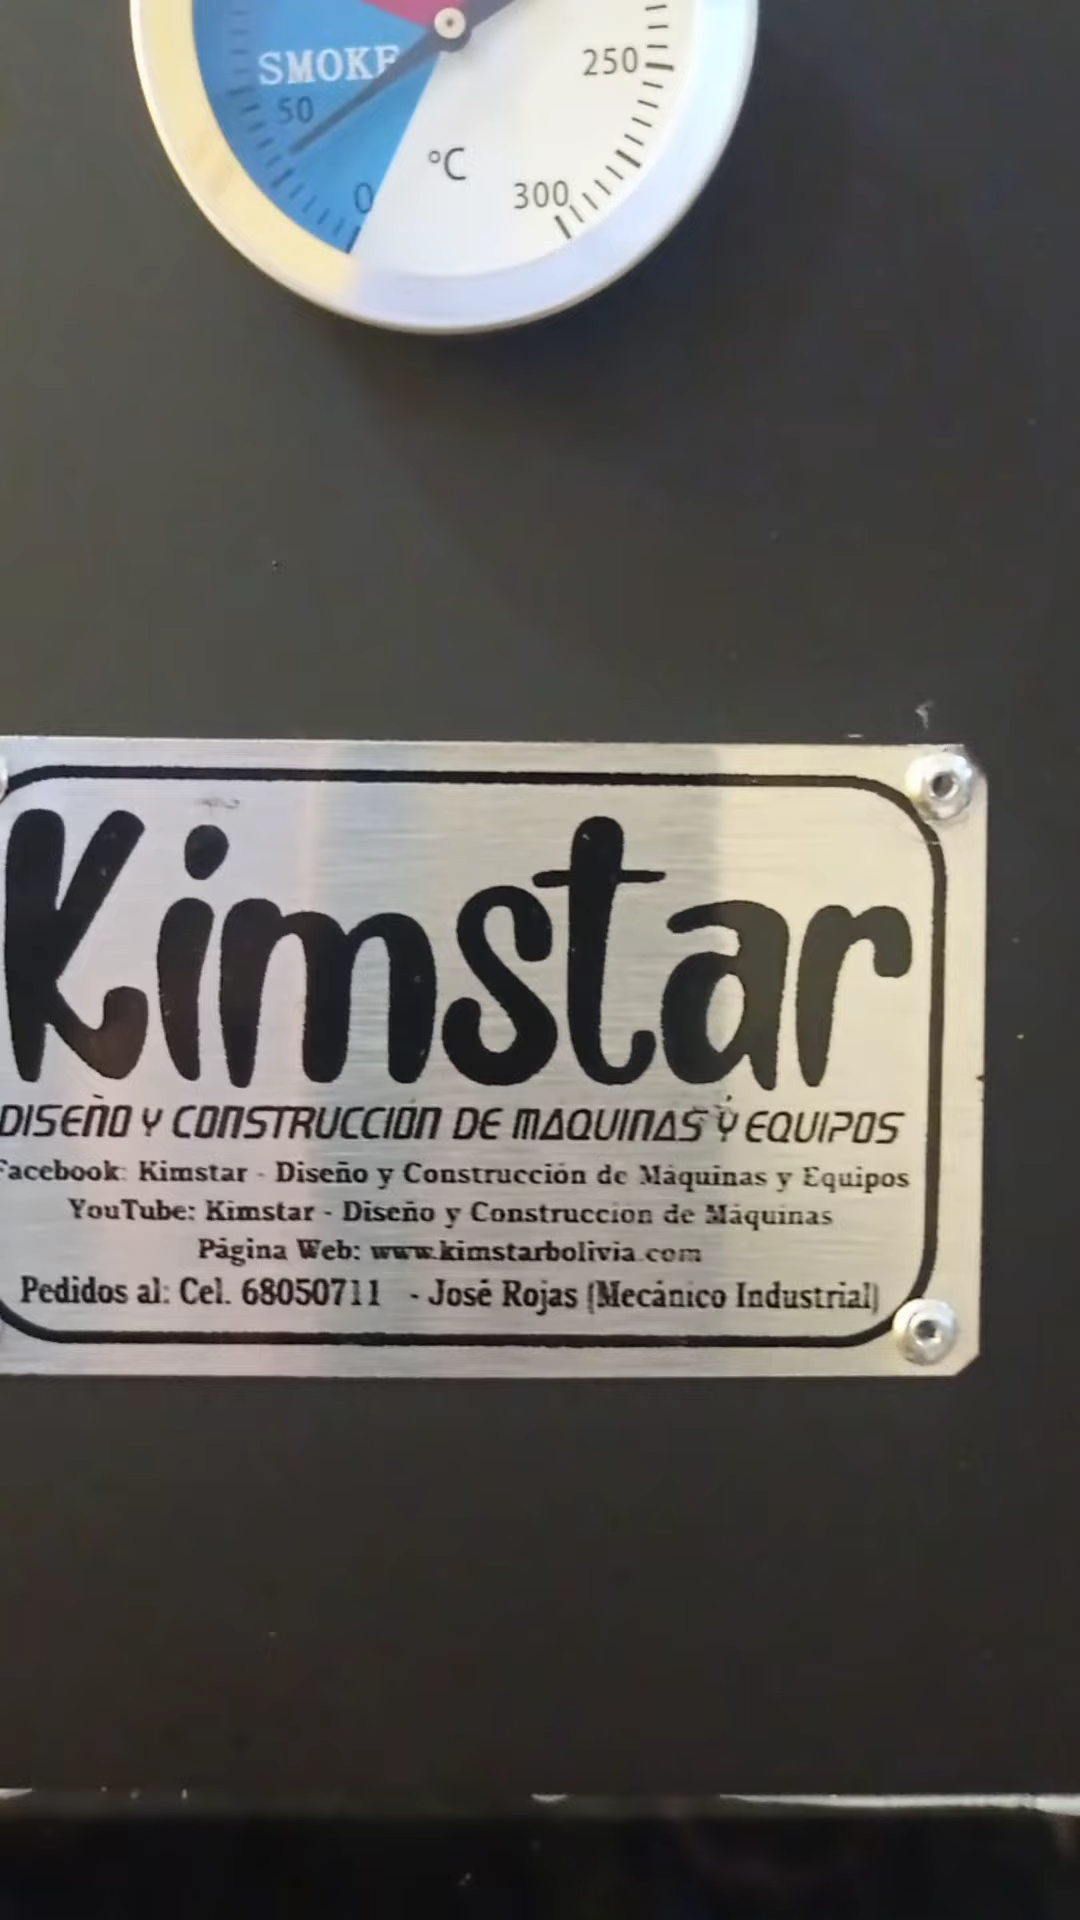 SMOKE
250
50
°C
0
300
Kimstar
DISEÑO Y CONSTRUCCIÓN DE MAQUINAS Y EQUIPOS
Facebook: Kimstar - Diseño y Construcción de Máquinas y Equipos
YouTube: Kimstar - Diseño y Construccion de Máquinas
Página Web: www.kimstarbolivia.com
Pedidos al: Cel. 68050711 - José Rojas (Mecánico Industrial)